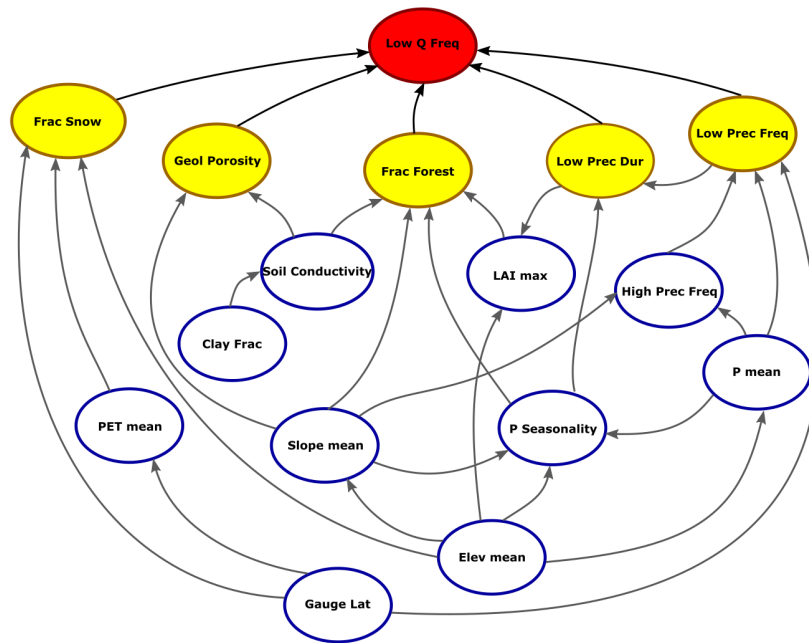 Low Q Freq
Frac Snow
Low Prec Freq
Geol Porosity
Low Prec Dur
Frac Forest
Soil Conductivity
LAI max
High Prec Freq
Clay Frac
P mean
PET mean
P Seasonality
Slope mean
Elev mean
Gauge Lat